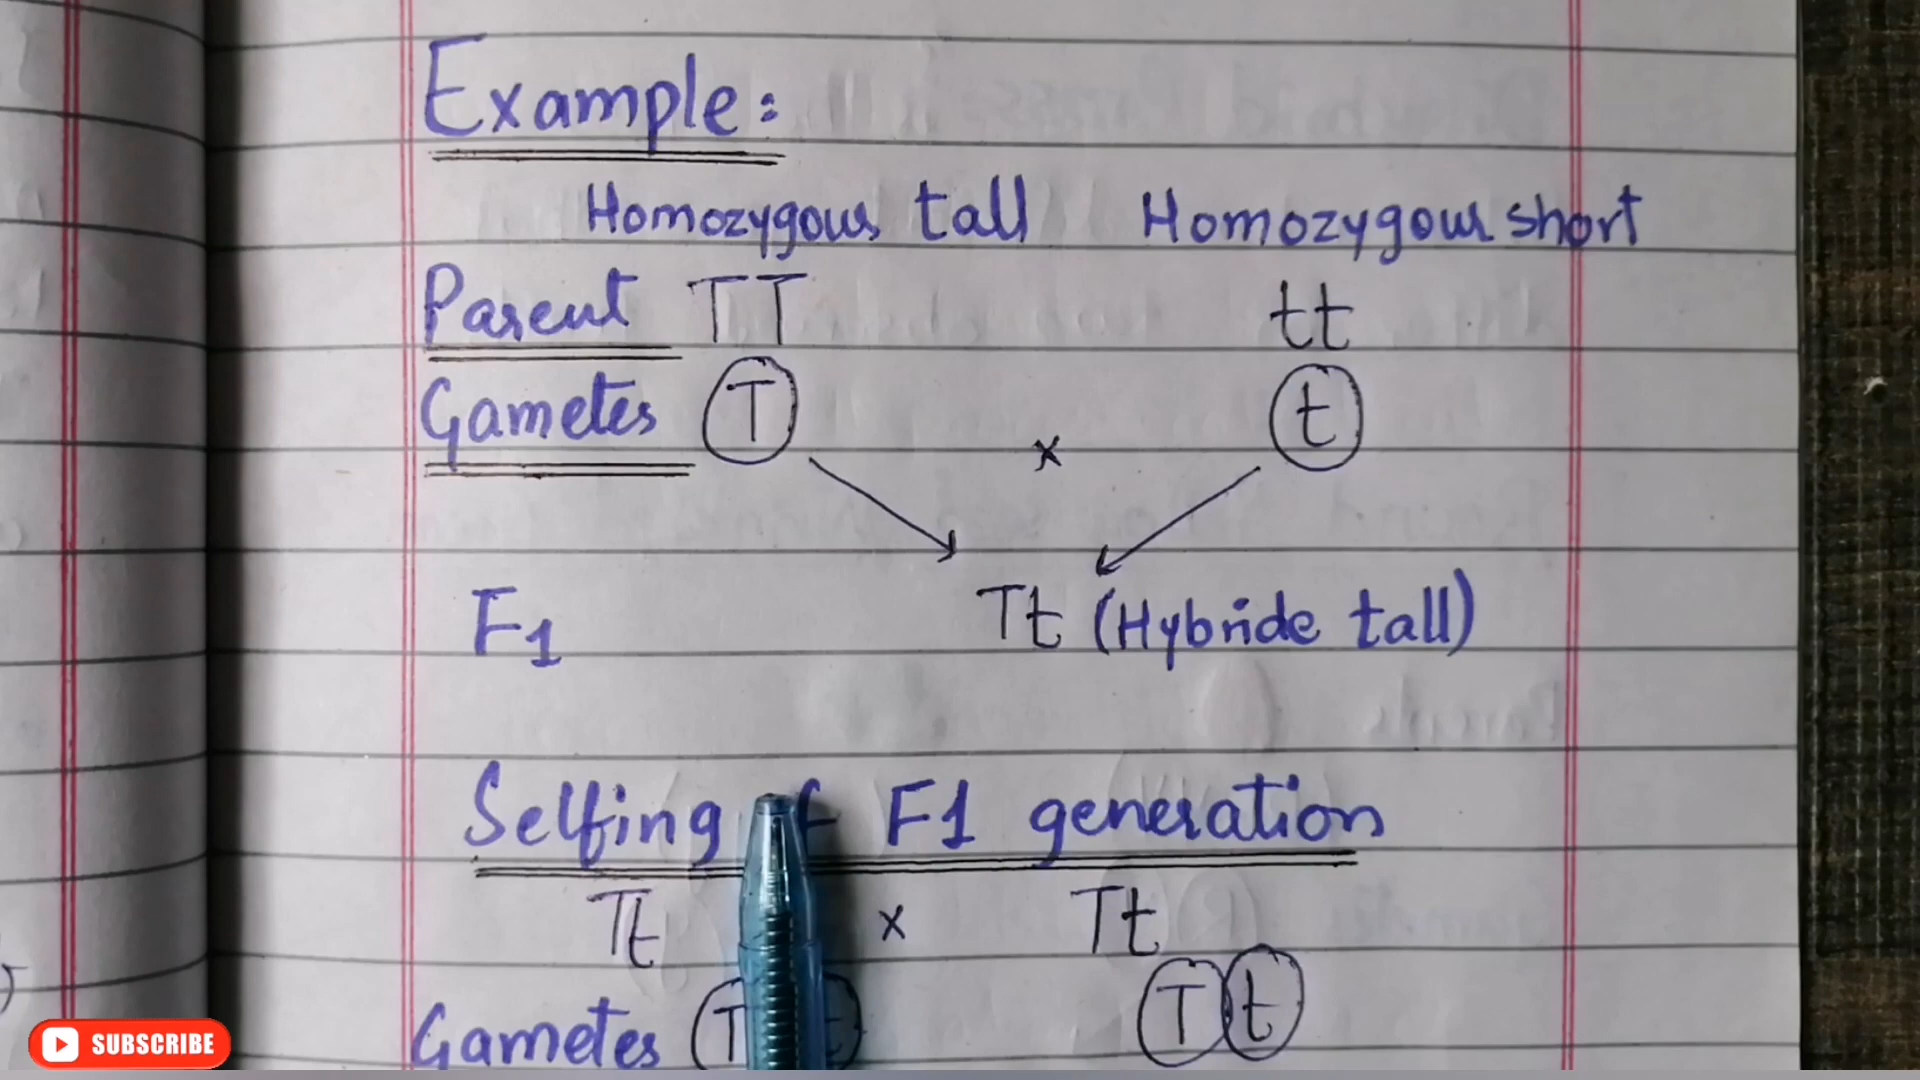 Example:
Homozygous tall Homozygous short
Parent TT tt
Gametes T t
x
F1 Tt (Hybride tall)
Selfing of F1 generation
Tt x Tt
Gametes T t T t
SUBSCRIBE